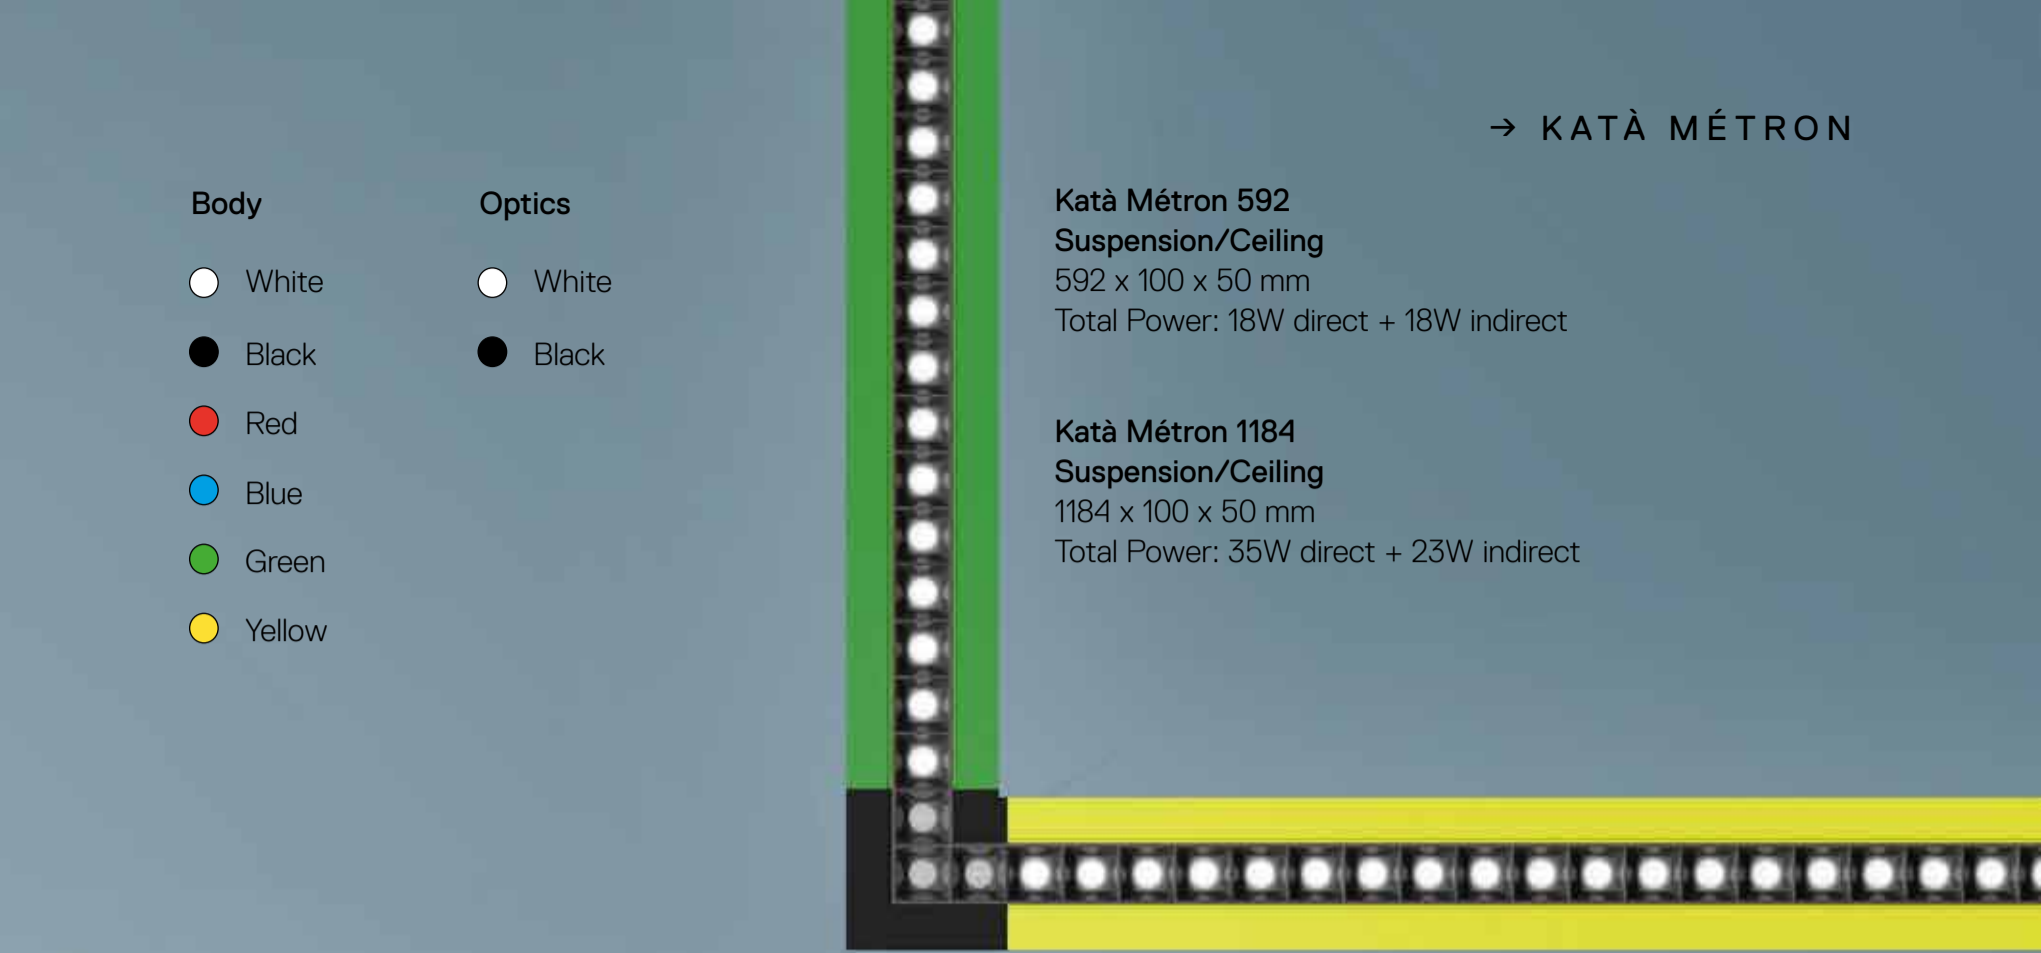 → KATÀ MÉTRON
Body
White
Black
Red
Blue
Green
Yellow
Optics
White
Black
Katà Métron 592
Suspension/Ceiling
592 x 100 x 50 mm
Total Power: 18W direct + 18W indirect
Katà Métron 1184
Suspension/Ceiling
1184 x 100 x 50 mm
Total Power: 35W direct + 23W indirect